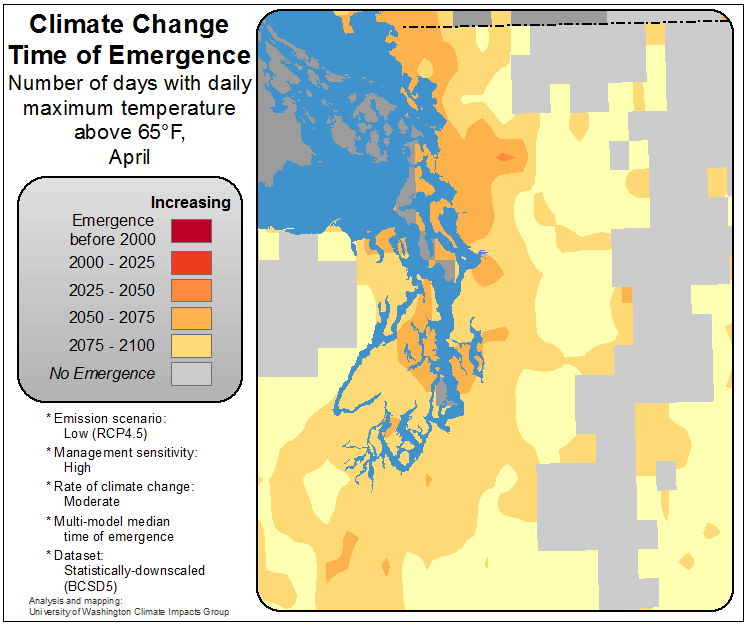 Climate Change
Time of Emergence
Number of days with daily
maximum temperature
above 65°F,
April
Increasing
Emergence
before 2000
2000 - 2025
2025 - 2050
2050 - 2075
2075 - 2100
No Emergence
* Emission scenario:
Low (RCP4.5)
* Management sensitivity:
High
* Rate of climate change:
Moderate
* Multi-model median
time of emergence
* Dataset:
Statistically-downscaled
(BCSD5)
Analysis and mapping:
University of Washington Climate Impacts Group